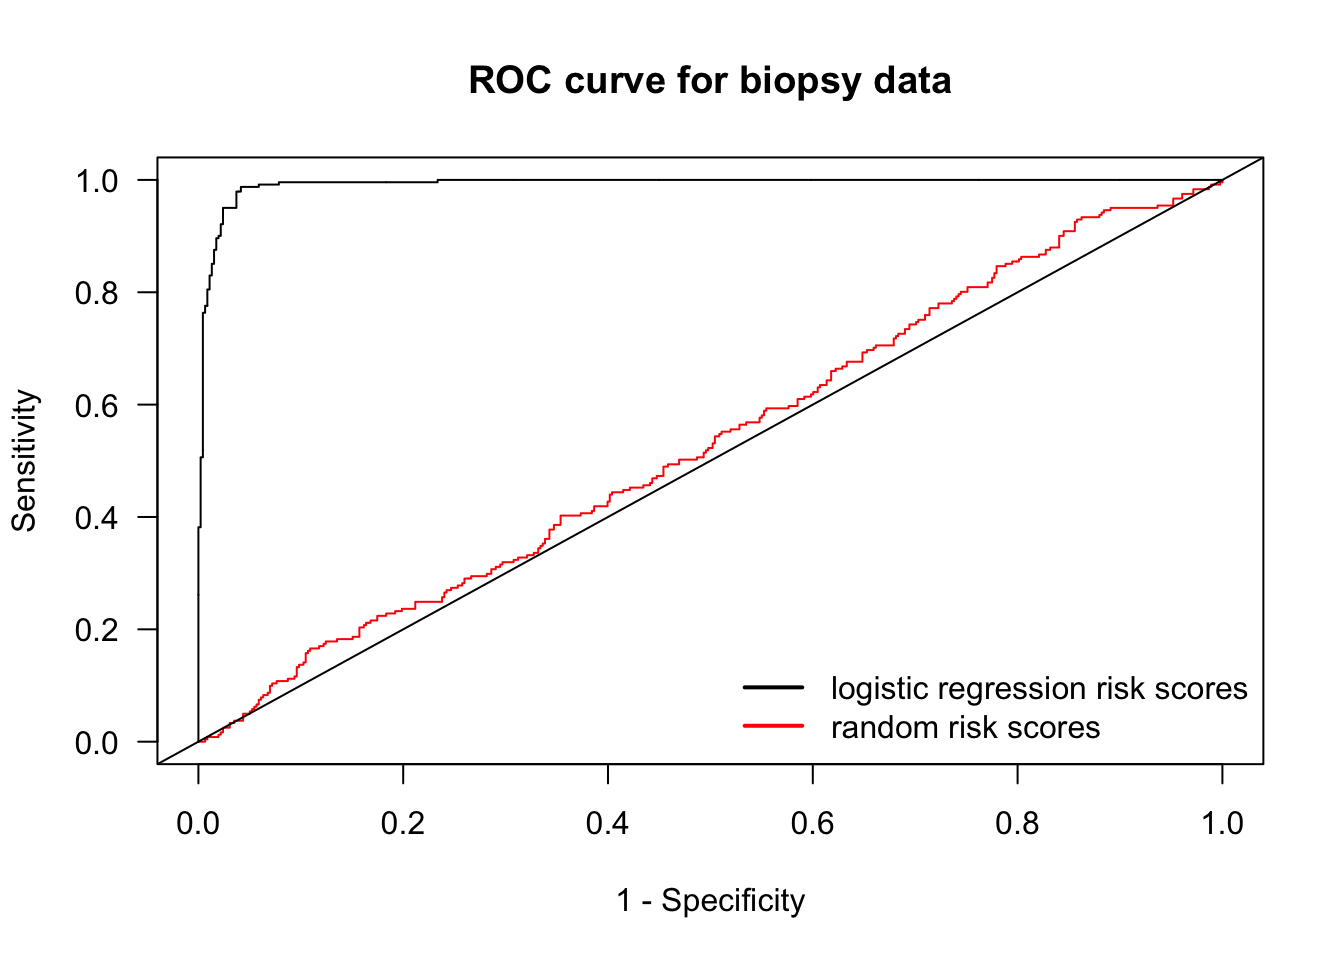 ROC curve for biopsy data
Sensitivity
1.0
0.8
0.6
0.4
0.2
0.0
logistic regression risk scores
random risk scores
0.0 0.2 0.4 0.6 0.8 1.0
1 - Specificity